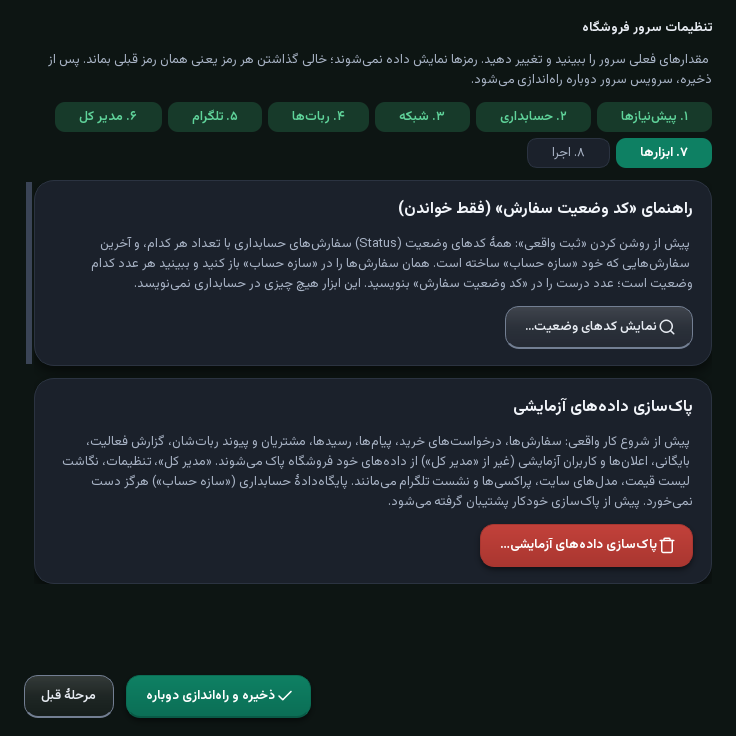 تنظیمات سرور فروشگاه
مقدارهای فعلی سرور را ببینید و تغییر دهید. رمزها نمایش داده نمی‌شوند؛ خالی گذاشتن هر رمز یعنی همان رمز قبلی بماند. پس از
ذخیره، سرویس سرور دوباره راه‌اندازی می‌شود.
۱. پیش‌نیازها
۲. حسابداری
۳. شبکه
۴. ربات‌ها
۵. تلگرام
۶. مدیر کل
۷. ابزارها
۸. اجرا
راهنمای «کد وضعیت سفارش» (فقط خواندن)
پیش از روشن کردن «ثبت واقعی»: همهٔ کدهای وضعیت (Status) سفارش‌های حسابداری با تعداد هر کدام، و آخرین
سفارش‌هایی که خود «سازه حساب» ساخته است. همان سفارش‌ها را در «سازه حساب» باز کنید و ببینید هر عدد کدام
وضعیت است؛ عدد درست را در «کد وضعیت سفارش» بنویسید. این ابزار هیچ چیزی در حسابداری نمی‌نویسد.
نمایش کدهای وضعیت...
پاک‌سازی داده‌های آزمایشی
پیش از شروع کار واقعی: سفارش‌ها، درخواست‌های خرید، پیام‌ها، رسیدها، مشتریان و پیوند ربات‌شان، گزارش فعالیت،
بایگانی، اعلان‌ها و کاربران آزمایشی (غیر از «مدیر کل») از داده‌های خود فروشگاه پاک می‌شوند. «مدیر کل»، تنظیمات، نگاشت
لیست قیمت، مدل‌های سایت، پراکسی‌ها و نشست تلگرام می‌مانند. پایگاه‌دادهٔ حسابداری («سازه حساب») هرگز دست
نمی‌خورد. پیش از پاک‌سازی خودکار پشتیبان گرفته می‌شود.
پاک‌سازی داده‌های آزمایشی...
ذخیره و راه‌اندازی دوباره
مرحلهٔ قبل